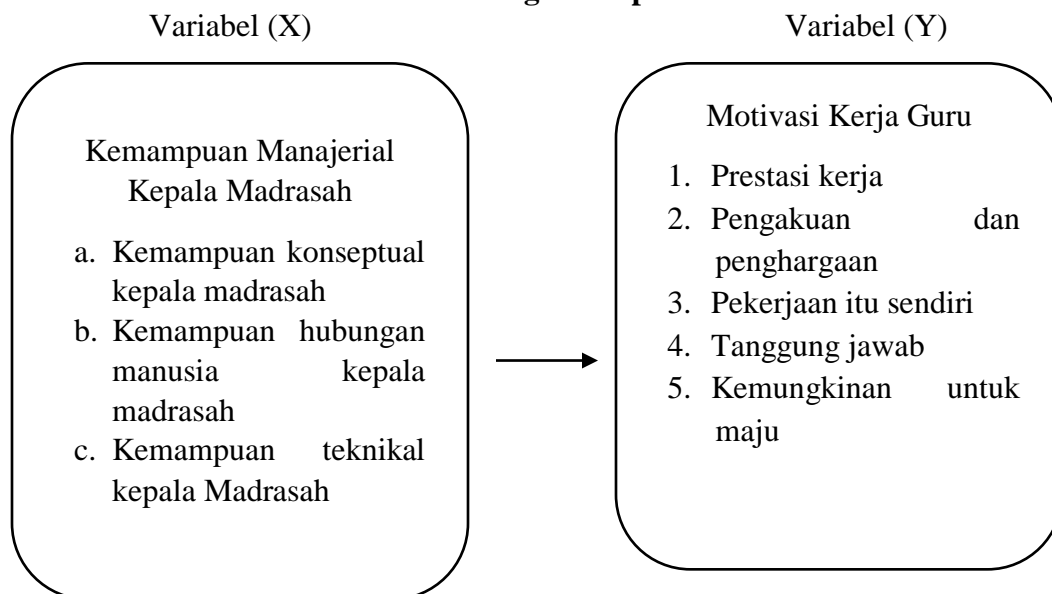 Variabel (X)
Variabel (Y)
Kemampuan Manajerial
Kepala Madrasah
a. Kemampuan konseptual
kepala madrasah
b. Kemampuan hubungan
manusia kepala
madrasah
c. Kemampuan teknikal
kepala Madrasah
Motivasi Kerja Guru
1. Prestasi kerja
2. Pengakuan dan
penghargaan
3. Pekerjaan itu sendiri
4. Tanggung jawab
5. Kemungkinan untuk
maju